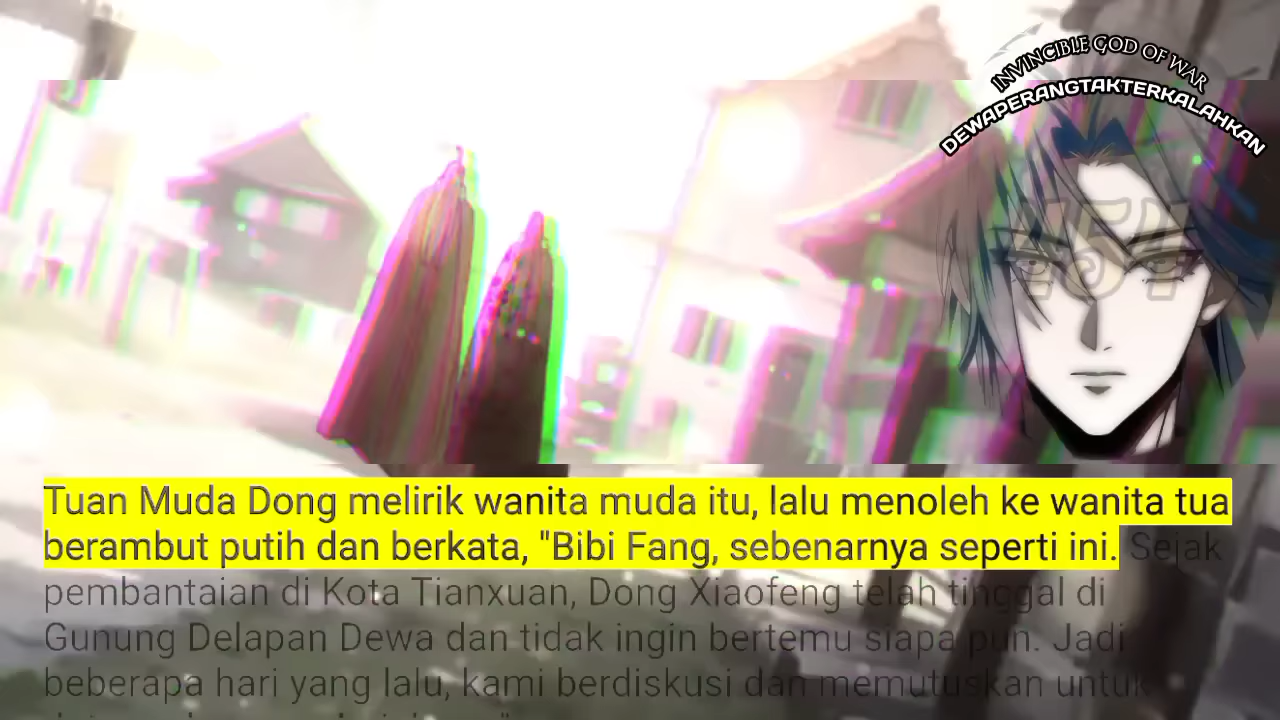 INVINCIBLE GOD OF WAR
DEWAPERANGTAKTERKALAHKAN
Tuan Muda Dong melirik wanita muda itu, lalu menoleh ke wanita tua
berambut putih dan berkata, "Bibi Fang, sebenarnya seperti ini. Sejak
pembantaian di Kota Tianxuan, Dong Xiaofeng telah tinggal di
Gunung Delapan Dewa dan tidak ingin bertemu siapa pun. Jadi
beberapa hari yang lalu, kami berdiskusi dan memutuskan untuk